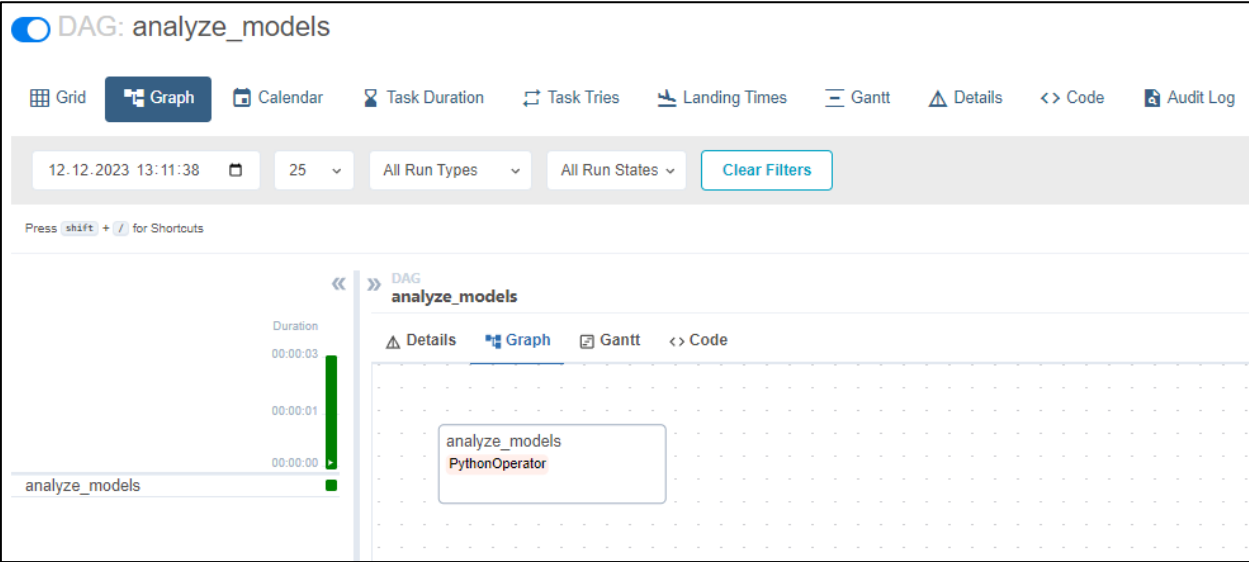 DAG: analyze_models
Grid Graph Calendar Task Duration Task Tries Landing Times Gantt Details <> Code Audit Log
12.12.2023 13:11:38 25 All Run Types All Run States Clear Filters
Press shift + / for Shortcuts
DAG
analyze_models
Duration
Details Graph Gantt <> Code
00:00:03
00:00:01
analyze_models
PythonOperator
00:00:00
analyze_models